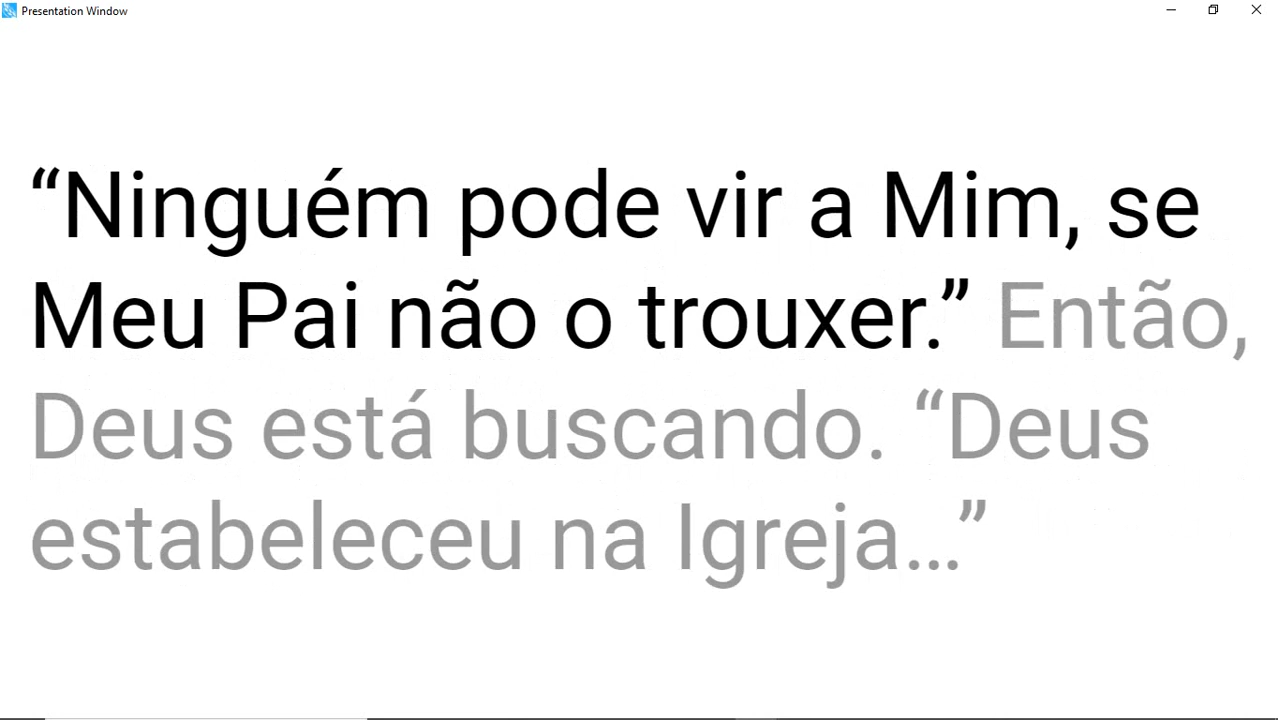 Presentation Window
“Ninguém pode vir a Mim, se
Meu Pai não o trouxer.” Então,
Deus está buscando. “Deus
estabeleceu na Igreja...”